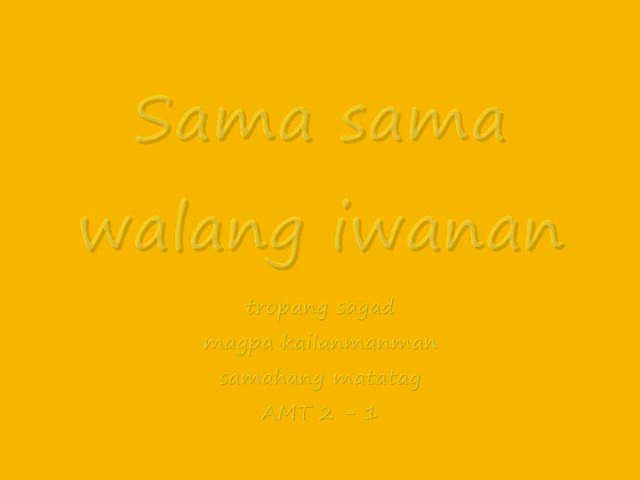 Sama sama
walang iwanan
tropang sagad
magpa kailanmanman
samahang matatag
AMT 2 - 1